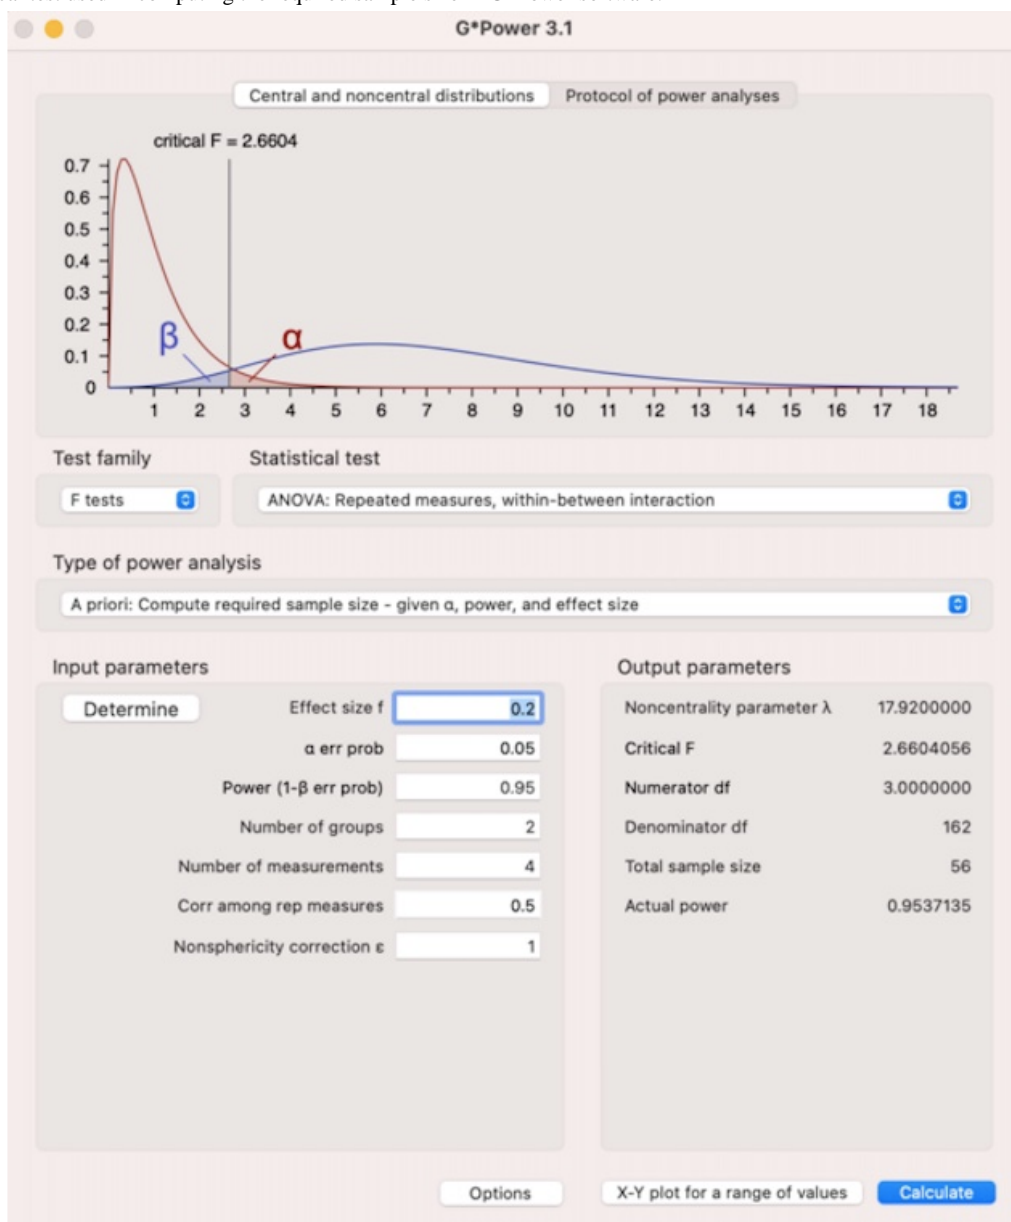 G*Power 3.1
Central and noncentral distributions Protocol of power analyses
critical F = 2.6604
0.7
0.6
0.5
0.4
0.3
0.2
0.1
0
β
α
1 2 3 4 5 6 7 8 9 10 11 12 13 14 15 16 17 18
Test family Statistical test
F tests ANOVA: Repeated measures, within-between interaction
Type of power analysis
A priori: Compute required sample size - given α, power, and effect size
Input parameters Output parameters
Determine Effect size f 0.2 Noncentrality parameter λ 17.9200000
α err prob 0.05 Critical F 2.6604056
Power (1-β err prob) 0.95 Numerator df 3.0000000
Number of groups 2 Denominator df 162
Number of measurements 4 Total sample size 56
Corr among rep measures 0.5 Actual power 0.9537135
Nonsphericity correction ε 1
Options X-Y plot for a range of values Calculate